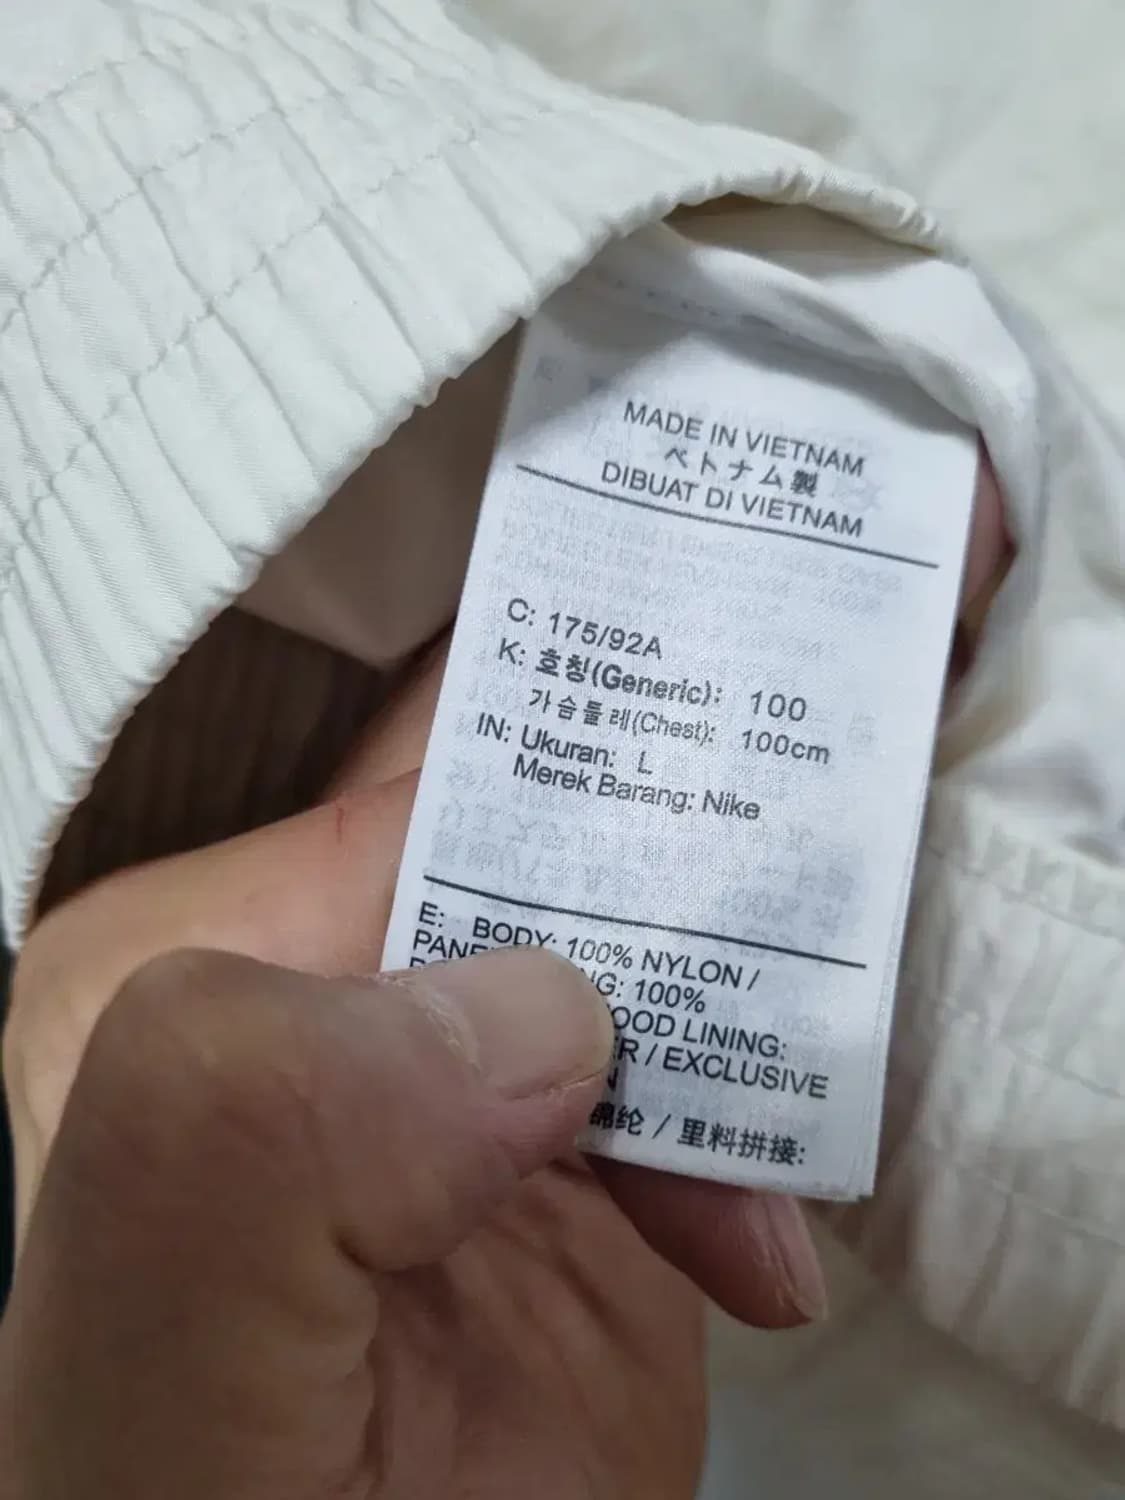 MADE IN VIETNAM
ベトナム製
DIBUAT DI VIETNAM
C: 175/92A
K: 호칭(Generic): 100
가슴둘레(Chest): 100cm
IN: Ukuran: L
Merek Barang: Nike
E: BODY: 100% NYLON /
100%
LINING:
/ EXCLUSIVE
纶 / 里料拼接: